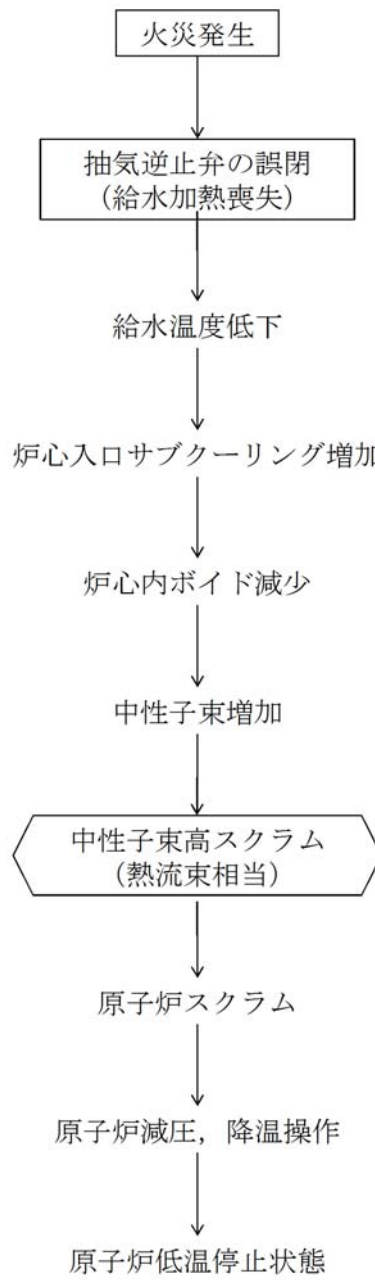 火災発生
抽気逆止弁の誤閉
（給水加熱喪失）
給水温度低下
炉心入口サブクーリング増加
炉心内ボイド減少
中性子束増加
中性子束高スクラム
（熱流束相当）
原子炉スクラム
原子炉減圧，降温操作
原子炉低温停止状態